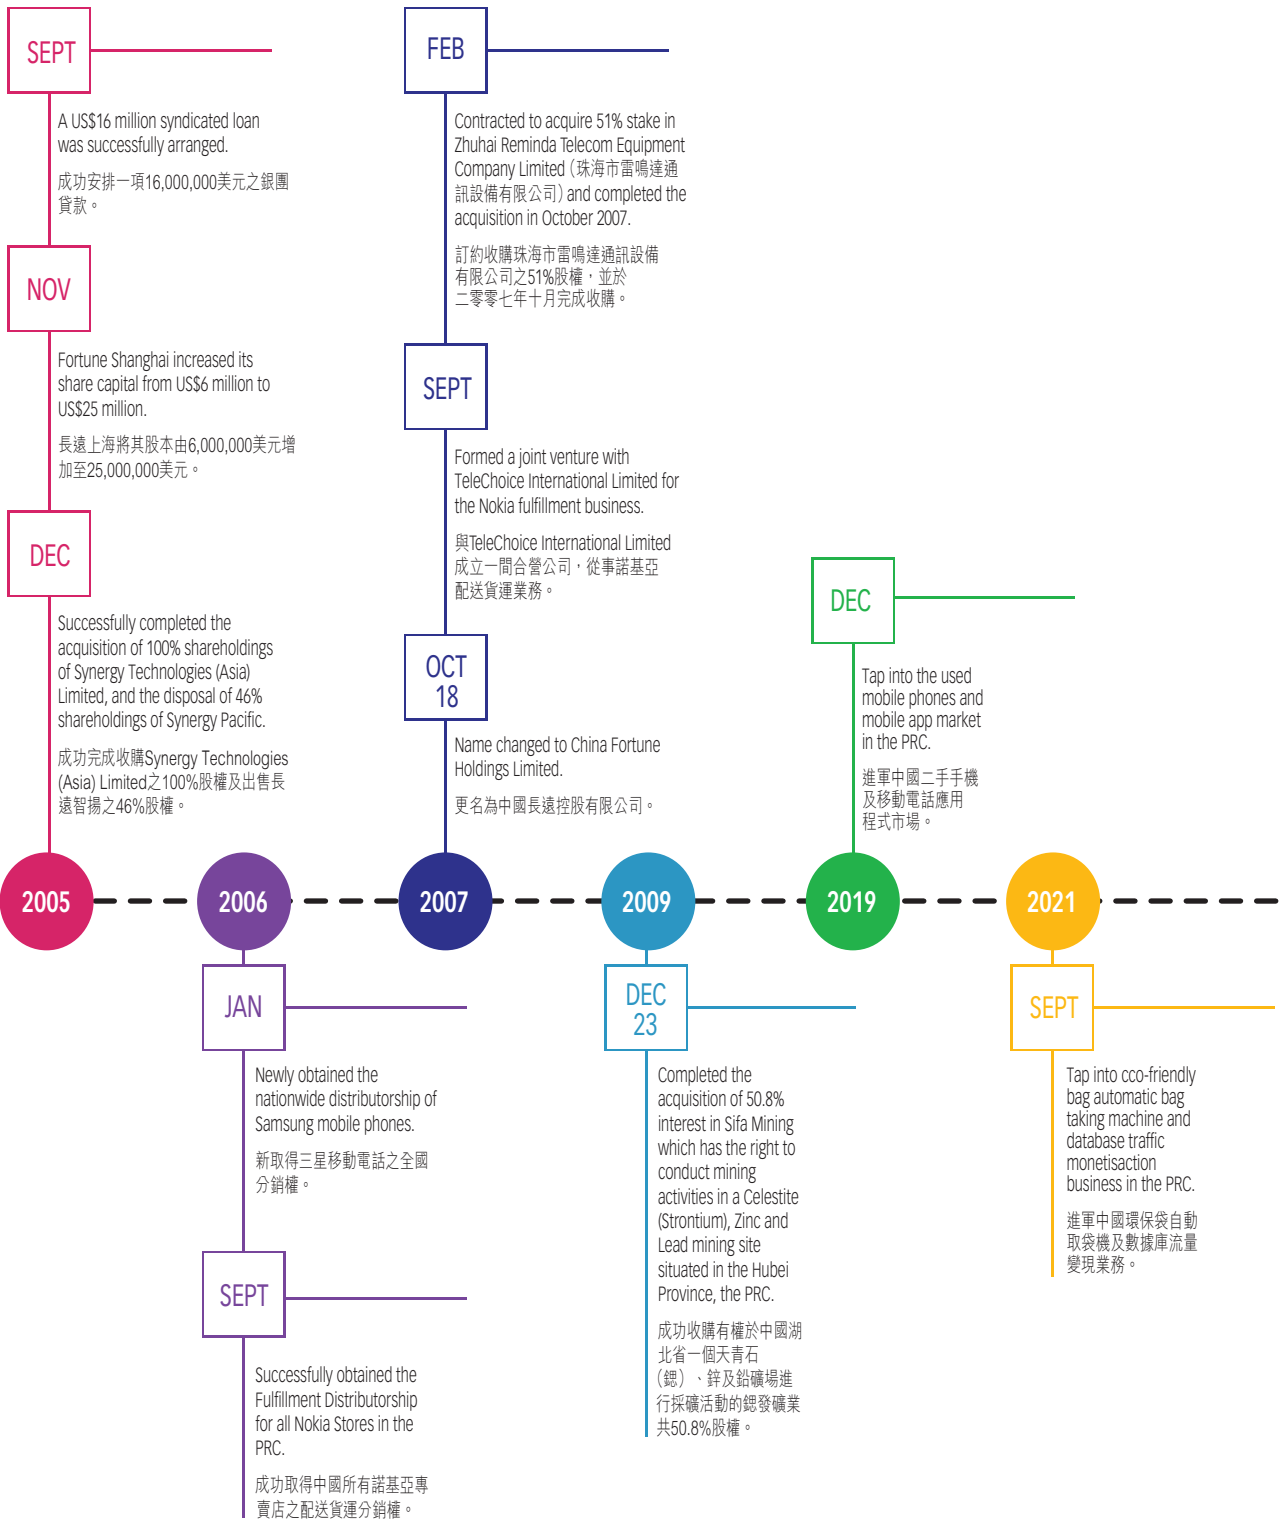 SEPT
A US$16 million syndicated loan
was successfully arranged.
成功安排一項16,000,000美元之銀團
貸款。
NOV
Fortune Shanghai increased its
share capital from US$6 million to
US$25 million.
長遠上海將其股本由6,000,000美元增
加至25,000,000美元。
DEC
Successfully completed the
acquisition of 100% shareholdings
of Synergy Technologies (Asia)
Limited, and the disposal of 46%
shareholdings of Synergy Pacific.
成功完成收購Synergy Technologies
(Asia) Limited之100%股權及出售長
遠智揚之46%股權。
2005
2006
JAN
Newly obtained the
nationwide distributorship of
Samsung mobile phones.
新取得三星移動電話之全國
分銷權。
SEPT
Successfully obtained the
Fulfillment Distributorship
for all Nokia Stores in the
PRC.
成功取得中國所有諾基亞專
賣店之配送貨運分銷權。
FEB
Contracted to acquire 51% stake in
Zhuhai Reminda Telecom Equipment
Company Limited（珠海市雷鳴達通
訊設備有限公司）and completed the
acquisition in October 2007.
訂約收購珠海市雷鳴達通訊設備
有限公司之51%股權，並於
二零零七年十月完成收購。
SEPT
Formed a joint venture with
TeleChoice International Limited for
the Nokia fulfillment business.
與TeleChoice International Limited
成立一間合營公司，從事諾基亞
配送貨運業務。
OCT
18
Name changed to China Fortune
Holdings Limited.
更名為中國長遠控股有限公司。
2007
2009
DEC
23
Completed the
acquisition of 50.8%
interest in Sifa Mining
which has the right to
conduct mining
activities in a Celestite
(Strontium), Zinc and
Lead mining site
situated in the Hubei
Province, the PRC.
成功收購有權於中國湖
北省一個天青石
（鍶）、鋅及鉛礦場進
行採礦活動的鍶發礦業
共50.8%股權。
DEC
Tap into the used
mobile phones and
mobile app market
in the PRC.
進軍中國二手手機
及移動電話應用
程式市場。
2019
2021
SEPT
Tap into cco-friendly
bag automatic bag
taking machine and
database traffic
monetisaction
business in the PRC.
進軍中國環保袋自動
取袋機及數據庫流量
變現業務。